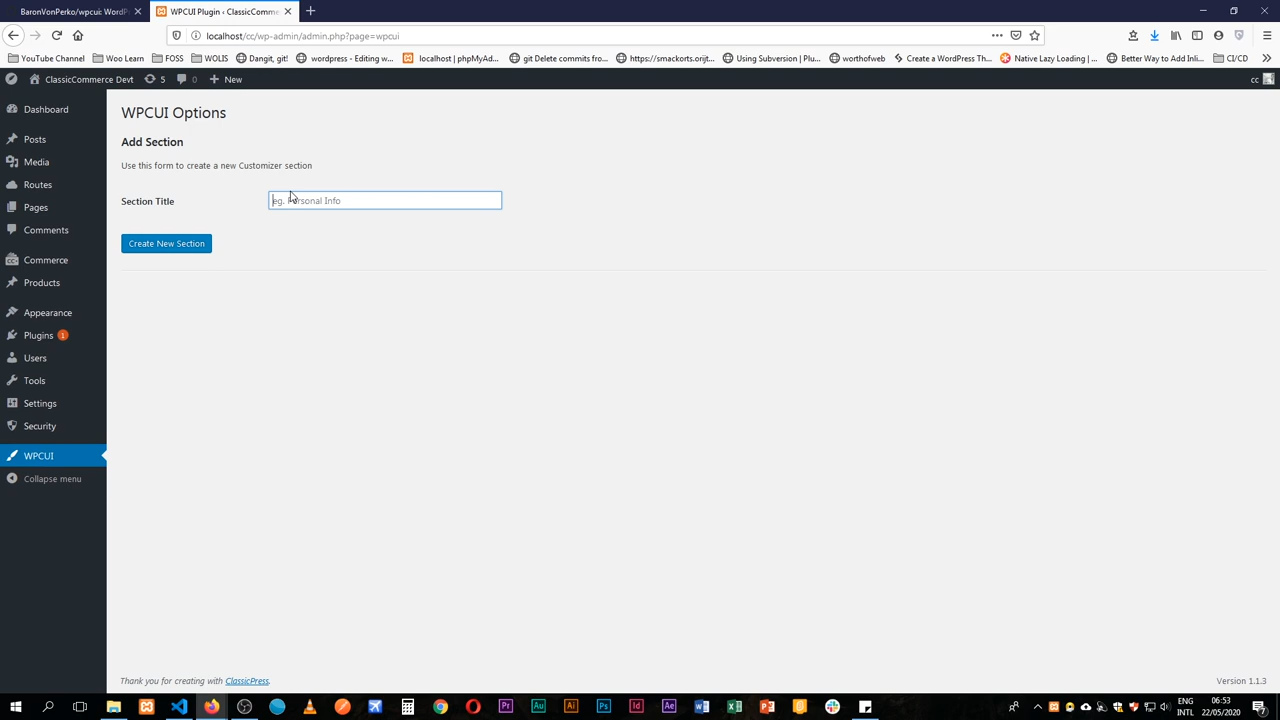 BaronVonPerko/wpcui: WordP
WPCUI Plugin ‹ ClassicComme
localhost/cc/wp-admin/admin.php?page=wpcui
YouTube Channel
Woo Learn
FOSS
WOLIS
Dangit, git!
wordpress - Editing w...
localhost | phpMyAd...
git Delete commits fro...
https://smackorts.orijt...
Using Subversion | Plu...
worthofweb
Create a WordPress Th...
Native Lazy Loading | ...
Better Way to Add Inli...
CI/CD
ClassicCommerce Devt
5
0
New
cc
Dashboard
Posts
Media
Routes
Pages
Comments
Commerce
Products
Appearance
Plugins 1
Users
Tools
Settings
Security
WPCUI
Collapse menu
WPCUI Options
Add Section
Use this form to create a new Customizer section
Section Title
eg. Personal Info
Create New Section
Thank you for creating with ClassicPress.
Version 1.1.3
ENG
INTL
06:53
22/05/2020